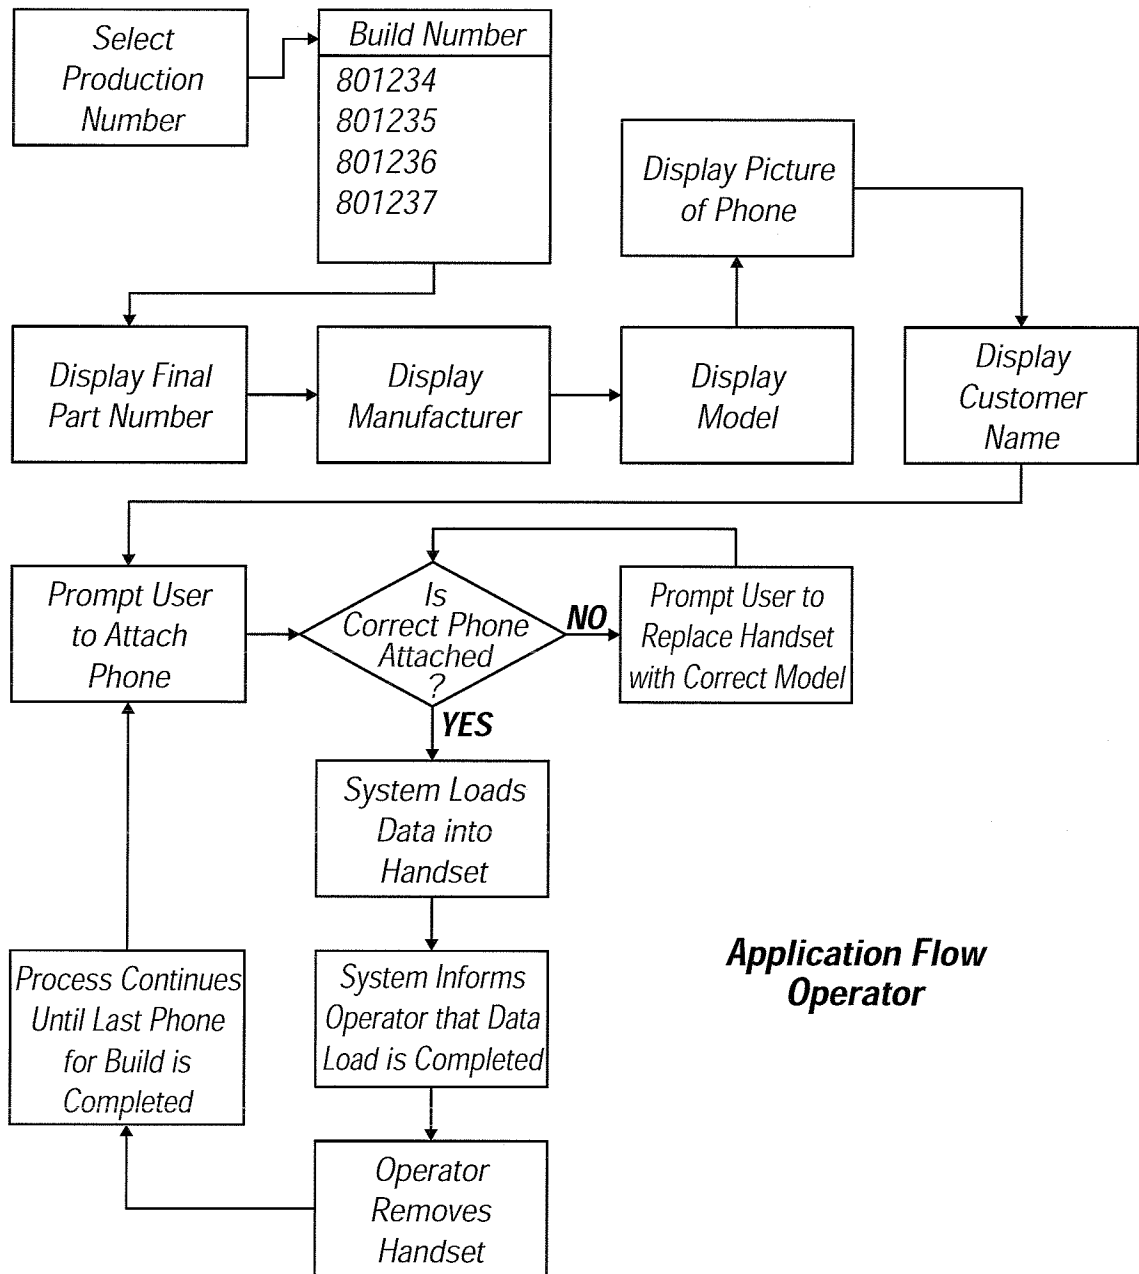 Select
Production
Number
Build Number
801234
801235
801236
801237
Display Picture
of Phone
Display Final
Part Number
Display
Manufacturer
Display
Model
Display
Customer
Name
Prompt User
to Attach
Phone
Is
Correct Phone
Attached
?
NO
Prompt User to
Replace Handset
with Correct Model
YES
System Loads
Data into
Handset
Process Continues
Until Last Phone
for Build is
Completed
System Informs
Operator that Data
Load is Completed
Operator
Removes
Handset
Application Flow
Operator